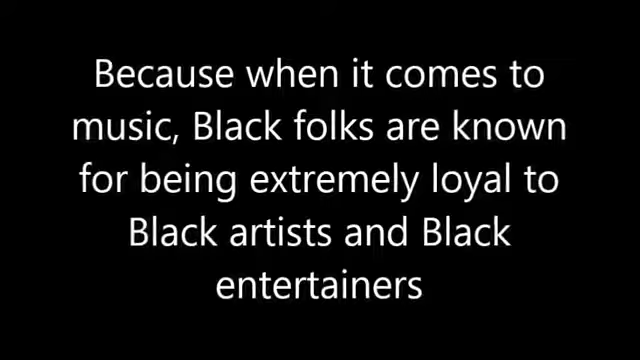 Because when it comes to
music, Black folks are known
for being extremely loyal to
Black artists and Black
entertainers